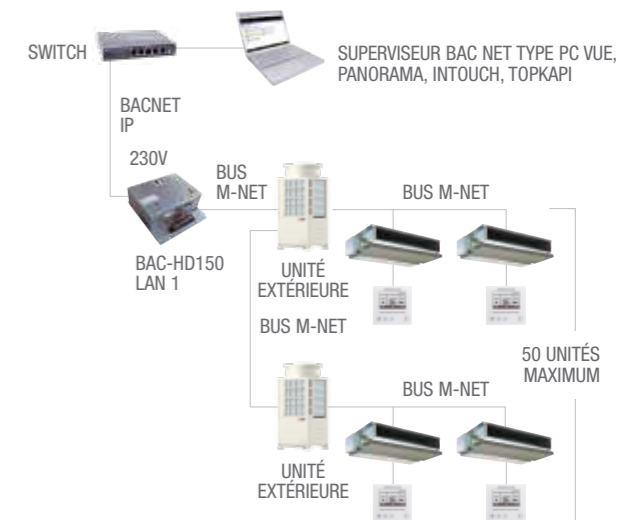 SWITCH
SUPERVISEUR BAC NET TYPE PC VUE,
PANORAMA, INTOUCH, TOPKAPI
BACNET
IP
230V
BUS
M-NET
BUS M-NET
BAC-HD150
LAN 1
UNITÉ
EXTÉRIEURE
BUS M-NET
50 UNITÉS
MAXIMUM
BUS M-NET
UNITÉ
EXTÉRIEURE